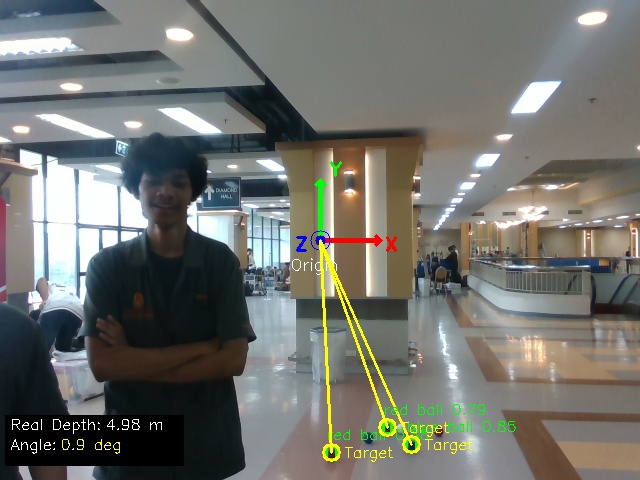 DIAMOND
HALL
Y
Z
X
Origin
red ball 0.79
Target
ball 0.85
ed ball
Target
Target
Real Depth: 4.98 m
Angle: 0.9 deg